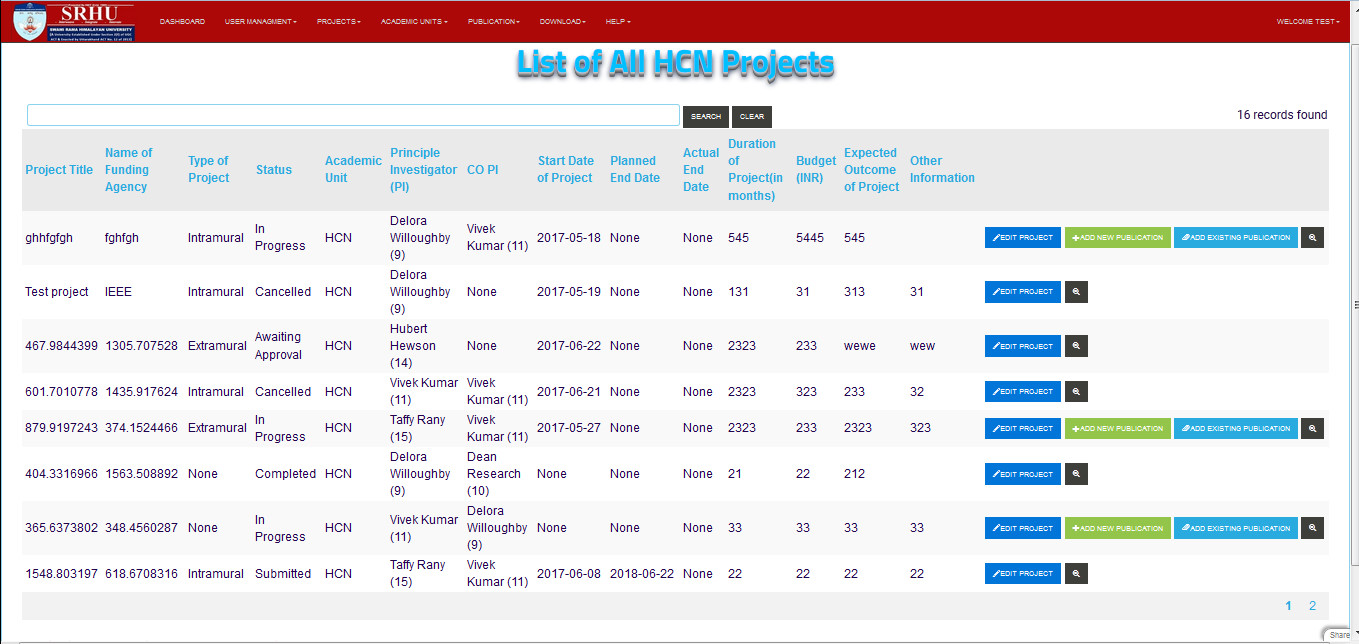 SRHU
SWAMI RAMA HIMALAYAN UNIVERSITY
DASHBOARD USER MANAGMENT PROJECTS ACADEMIC UNITS PUBLICATION DOWNLOAD HELP WELCOME TEST
List of All HCN Projects
SEARCH CLEAR 16 records found
Project Title Name of Funding Agency Type of Project Status Academic Unit Principle Investigator (PI) CO PI Start Date of Project Planned End Date Actual End Date Duration of Project(in months) Budget (INR) Expected Outcome of Project Other Information
ghhfgfgh fghfgh Intramural In Progress HCN Delora Willoughby (9) Vivek Kumar (11) 2017-05-18 None None 545 5445 545 EDIT PROJECT +ADD NEW PUBLICATION ADD EXISTING PUBLICATION
Test project IEEE Intramural Cancelled HCN Delora Willoughby (9) None 2017-05-19 None None 131 31 313 31 EDIT PROJECT
467.9844399 1305.707528 Extramural Awaiting Approval HCN Hubert Hewson (14) None 2017-06-22 None None 2323 233 wewe wew EDIT PROJECT
601.7010778 1435.917624 Intramural Cancelled HCN Vivek Kumar (11) Vivek Kumar (11) 2017-06-21 None None 2323 323 233 32 EDIT PROJECT
879.9197243 374.1524466 Extramural In Progress HCN Taffy Rany (15) Vivek Kumar (11) 2017-05-27 None None 2323 233 2323 323 EDIT PROJECT +ADD NEW PUBLICATION ADD EXISTING PUBLICATION
404.3316966 1563.508892 None Completed HCN Delora Willoughby (9) Dean Research (10) None None None 21 22 212 EDIT PROJECT
365.6373802 348.4560287 None In Progress HCN Vivek Kumar (11) Delora Willoughby (9) None None None 33 33 33 33 EDIT PROJECT +ADD NEW PUBLICATION ADD EXISTING PUBLICATION
1548.803197 618.6708316 Intramural Submitted HCN Taffy Rany (15) Vivek Kumar (11) 2017-06-08 2018-06-22 None 22 22 22 22 EDIT PROJECT
1 2
Share